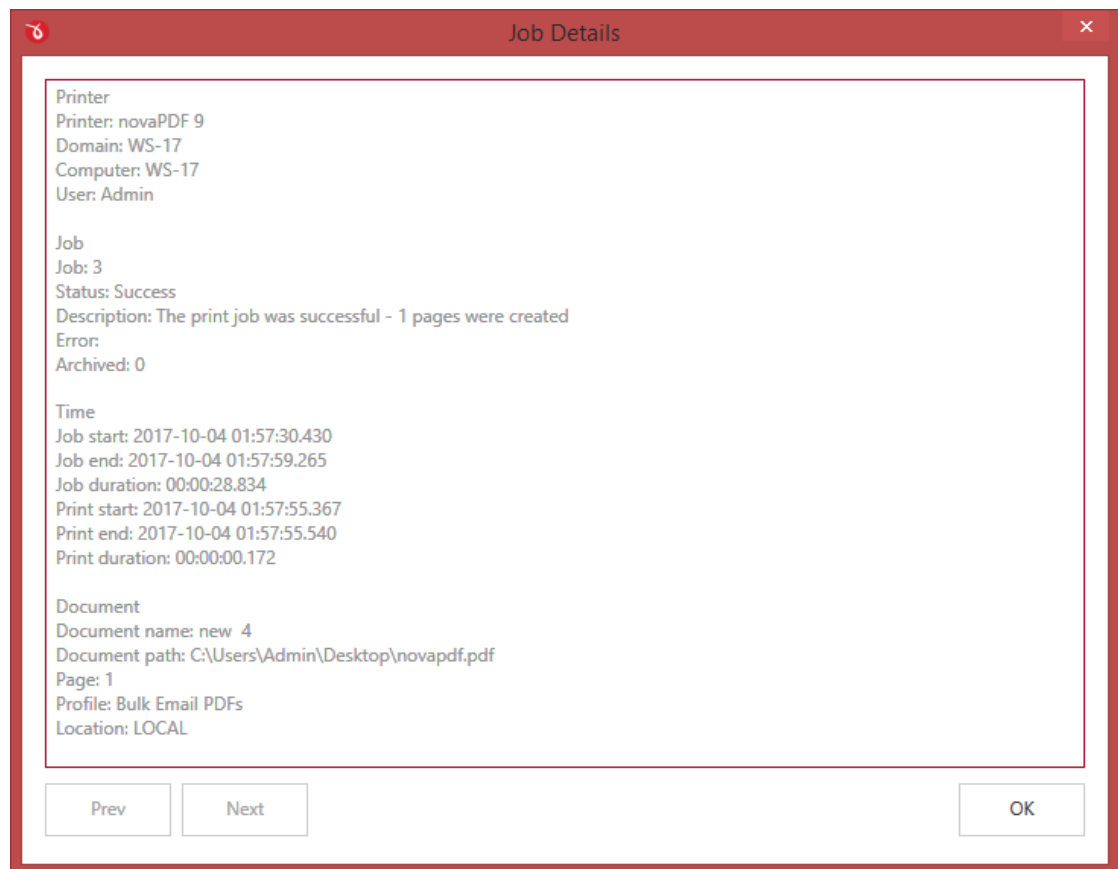 Job Details
Printer
Printer: novaPDF 9
Domain: WS-17
Computer: WS-17
User: Admin
Job
Job: 3
Status: Success
Description: The print job was successful - 1 pages were created
Error:
Archived: 0
Time
Job start: 2017-10-04 01:57:30.430
Job end: 2017-10-04 01:57:59.265
Job duration: 00:00:28.834
Print start: 2017-10-04 01:57:55.367
Print end: 2017-10-04 01:57:55.540
Print duration: 00:00:00.172
Document
Document name: new  4
Document path: C:\Users\Admin\Desktop\novapdf.pdf
Page: 1
Profile: Bulk Email PDFs
Location: LOCAL
Prev Next OK